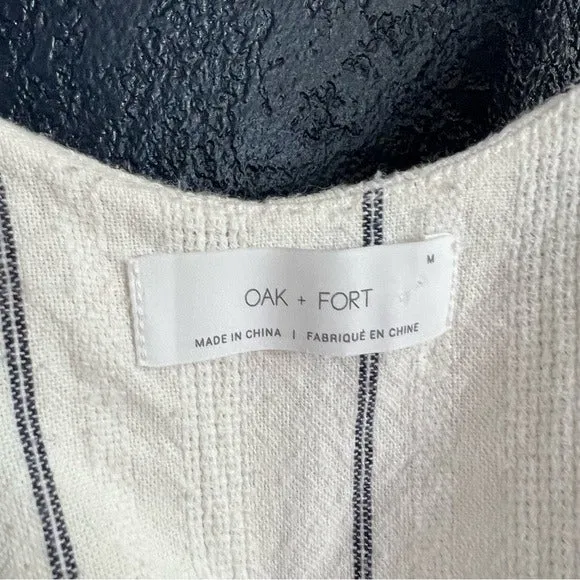 M
OAK + FORT
MADE IN CHINA | FABRIQUÉ EN CHINE